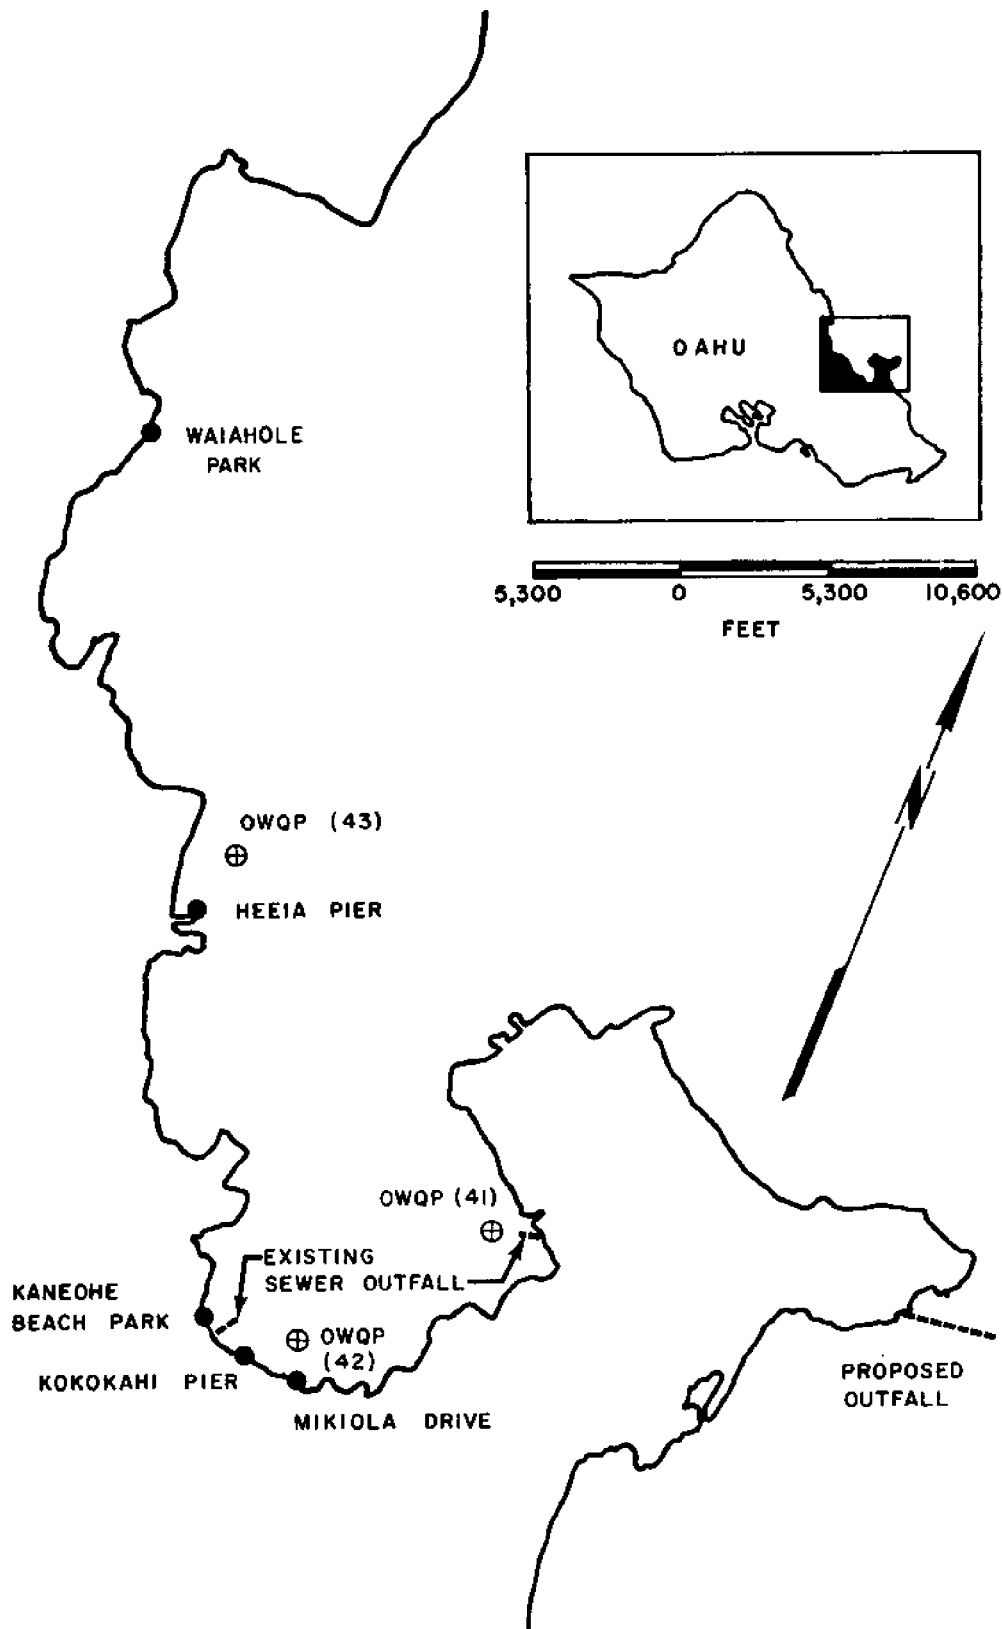 OAHU
5,300 0 5,300 10,600
FEET
WAIAHOLE
PARK
N
OWQP (43)
HEEIA PIER
OWQP (41)
EXISTING
SEWER OUTFALL
KANEOHE
BEACH PARK
OWQP
(42)
KOKOKAHI PIER
MIKIOLA DRIVE
PROPOSED
OUTFALL